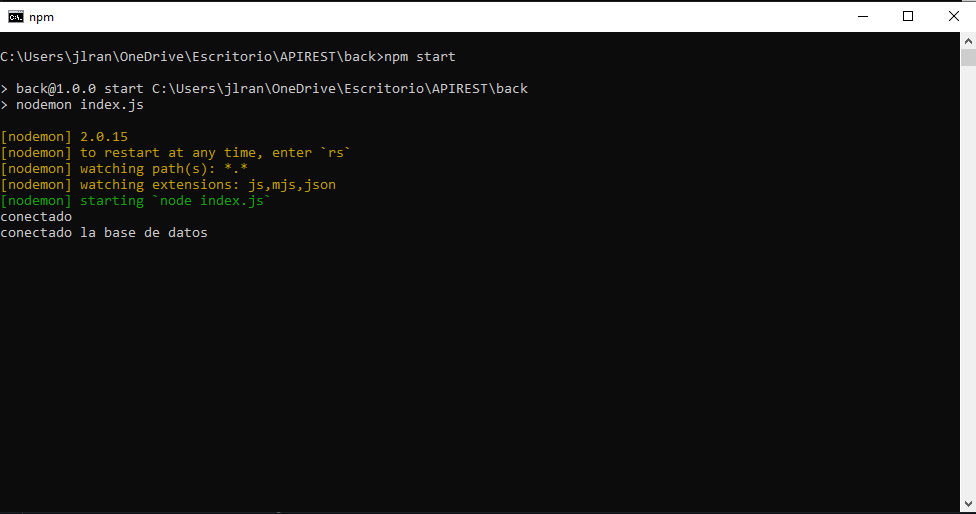 npm
C:\Users\jlran\OneDrive\Escritorio\APIREST\back>npm start
> back@1.0.0 start C:\Users\jlran\OneDrive\Escritorio\APIREST\back
> nodemon index.js
[nodemon] 2.0.15
[nodemon] to restart at any time, enter `rs`
[nodemon] watching path(s): *.*
[nodemon] watching extensions: js,mjs,json
[nodemon] starting `node index.js`
conectado
conectado la base de datos